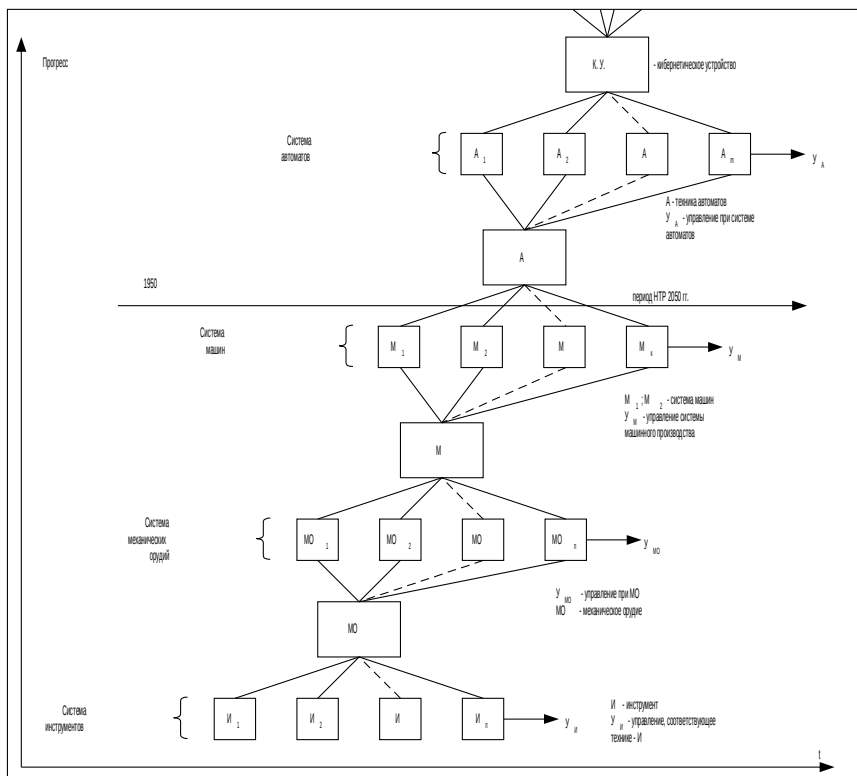 Прогресс
К. У.
- кибернетическое устройство
Система
автоматов
А 1
А 2
А
А m
У А
А - техника автоматов
У А - управление при системе
автоматов
А
1950
период НТР 2050 гг.
Система
машин
М 1
М 2
М
М к
У М
М 1 ; М 2 - система машин
У М - управление системы
машинного производства
М
Система
механических
орудий
МО 1
МО 2
МО
МО n
У МО
У МО - управление при МО
МО - механическое орудие
МО
Система
инструментов
И 1
И 2
И
И n
У И
И - инструмент
У И - управление, соответствующее
технике - И
t